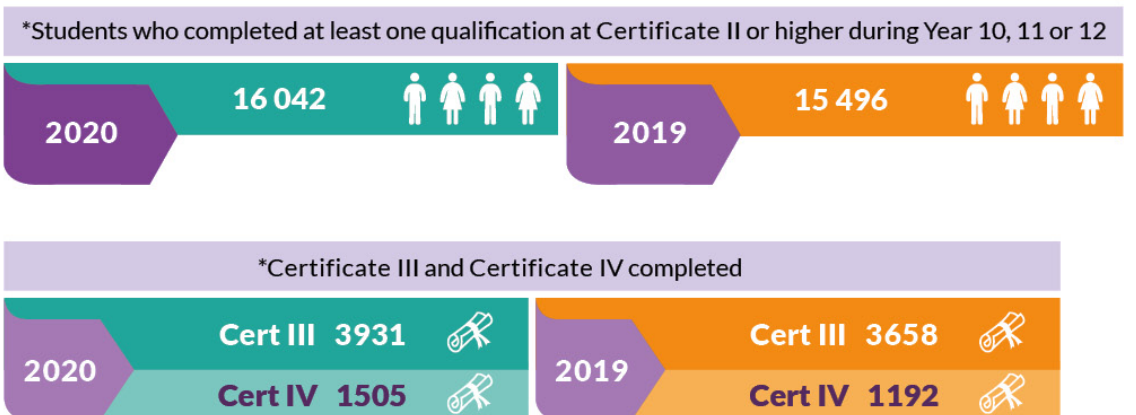 *Students who completed at least one qualification at Certificate II or higher during Year 10, 11 or 12
2020
16 042
2019
15 496
*Certificate III and Certificate IV completed
2020
Cert III 3931
Cert IV 1505
2019
Cert III 3658
Cert IV 1192